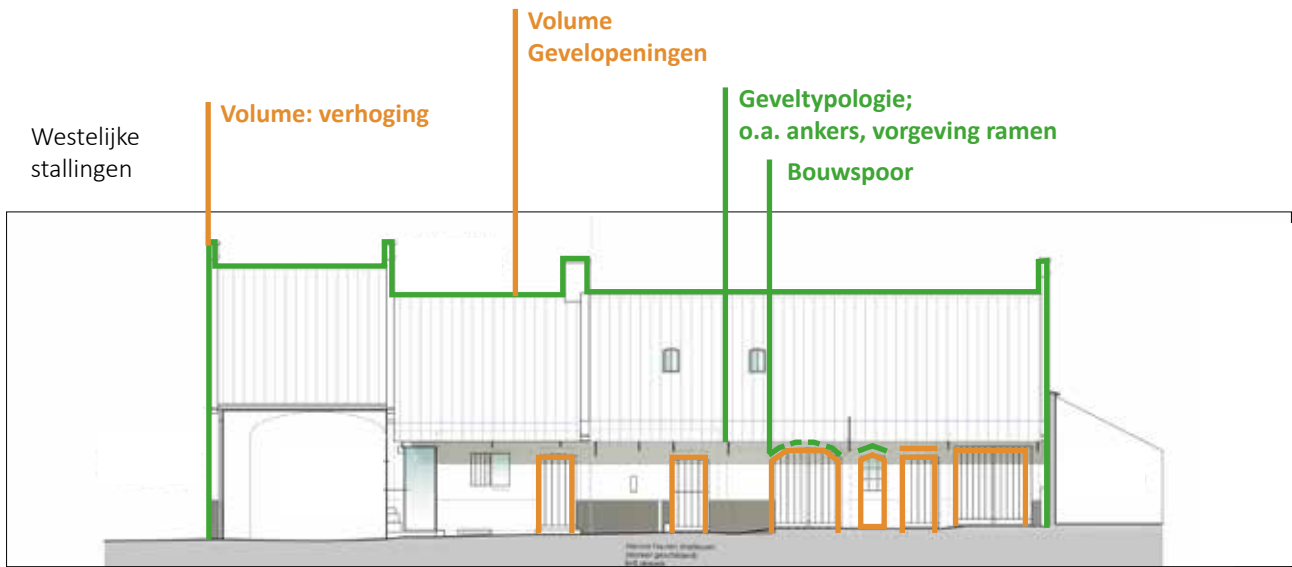 Volume
Gevelopeningen
Volume: verhoging
Geveltypologie;
o.a. ankers, vorgeving ramen
Westelijke
stallingen
Bouwspoor